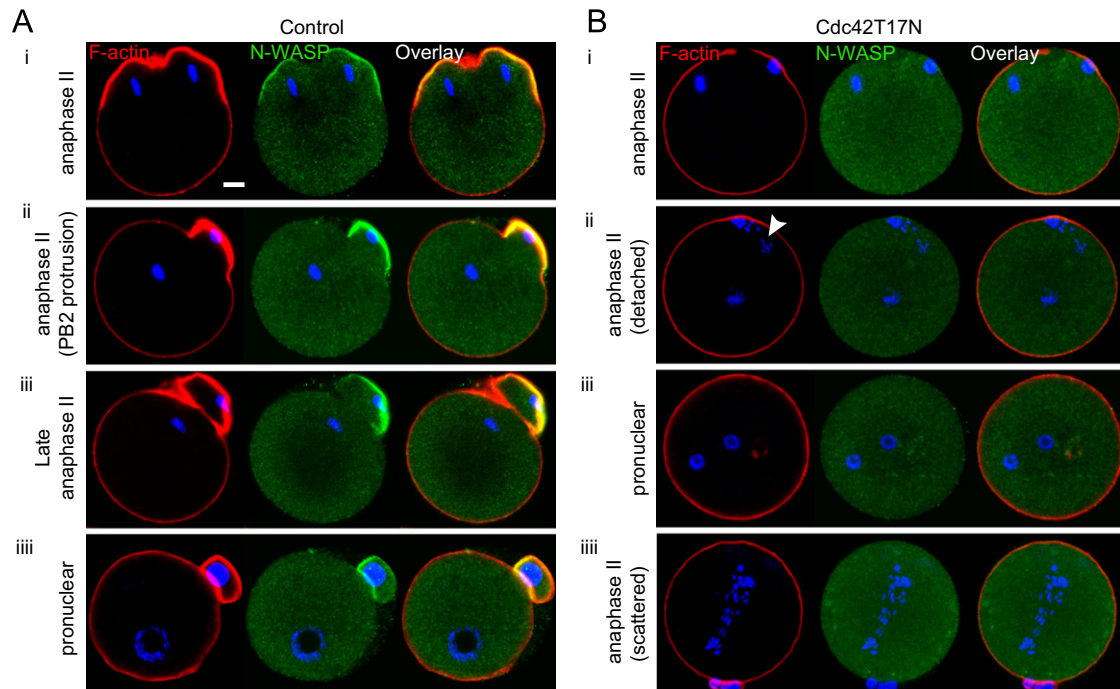 A
Control
i
anaphase II
F-actin
N-WASP
Overlay
ii
anaphase II
(PB2 protrusion)
iii
Late
anaphase II
iiii
pronuclear
B
Cdc42T17N
i
anaphase II
F-actin
N-WASP
Overlay
ii
anaphase II
(detached)
iii
pronuclear
iiii
anaphase II
(scattered)